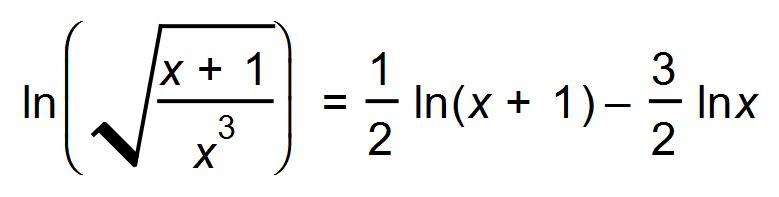 ln(√((x + 1)/x³)) = 1/2 ln(x + 1) – 3/2 lnx